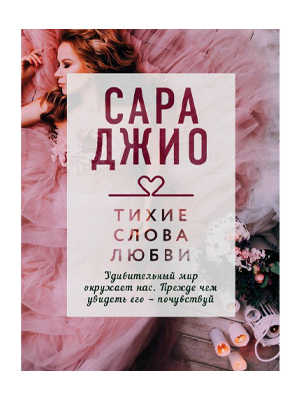 САРА
ДЖИО
ТИХИЕ
СЛОВА
ЛЮБВИ
Удивительный мир
окружает нас. Прежде чем
увидеть его – почувствуй